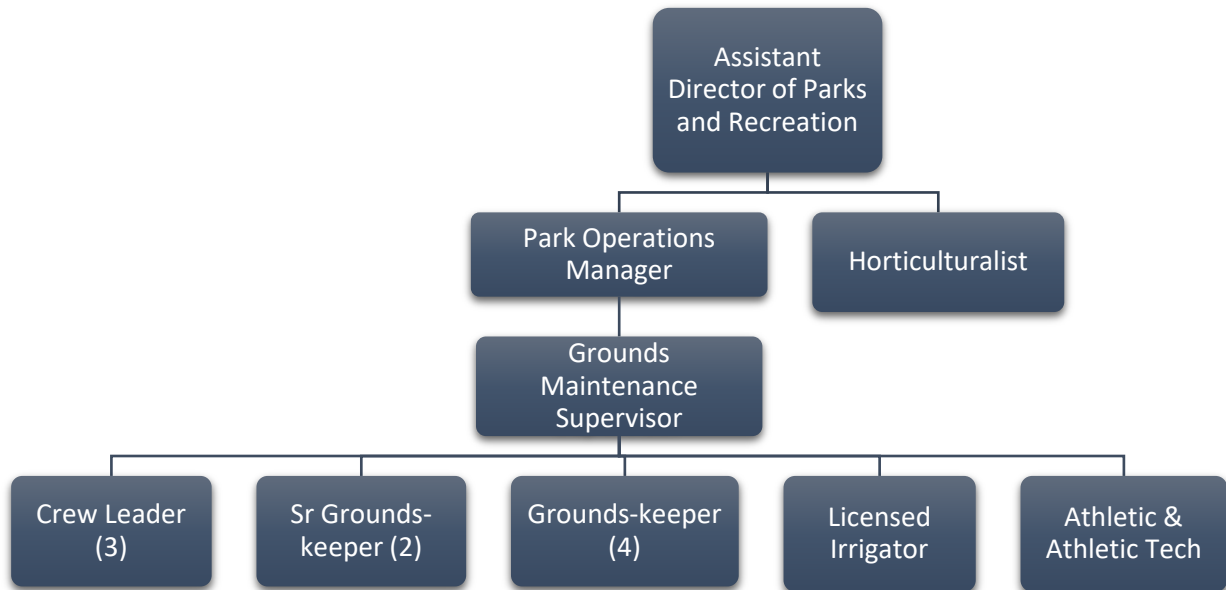 Assistant
Director of Parks
and Recreation
Park Operations
Manager
Horticulturalist
Grounds
Maintenance
Supervisor
Crew Leader
(3)
Sr Grounds-
keeper (2)
Grounds-keeper
(4)
Licensed
Irrigator
Athletic &
Athletic Tech